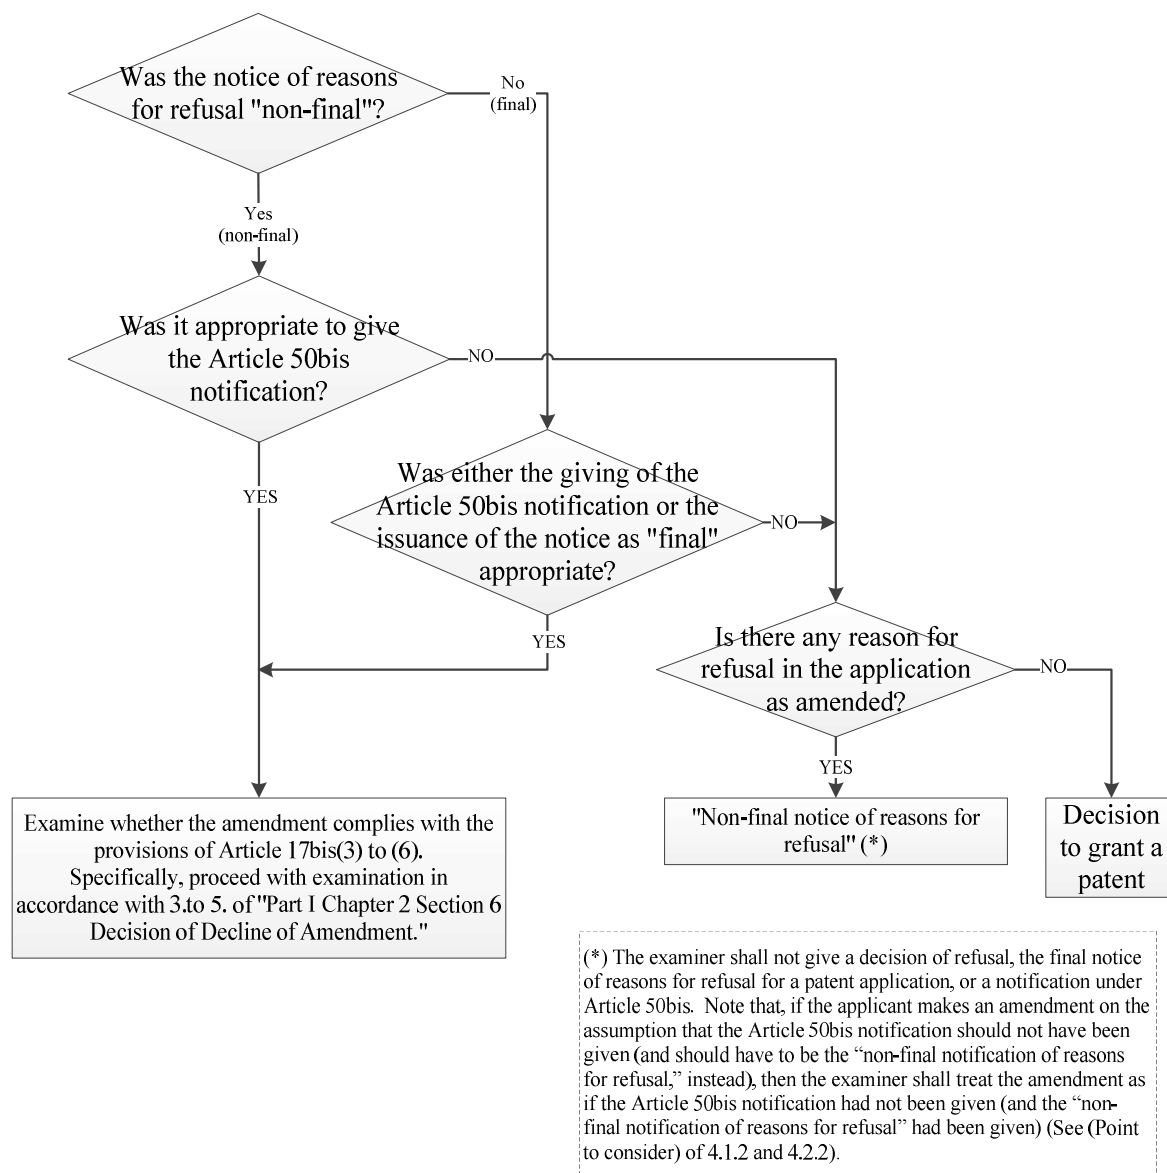 Was the notice of reasons
for refusal "non-final"?
No
(final)
Yes
(non-final)
Was it appropriate to give
the Article 50bis
notification?
NO
YES
Was either the giving of the
Article 50bis notification or the
issuance of the notice as "final"
appropriate?
NO
YES
Is there any reason for
refusal in the application
as amended?
NO
YES
Examine whether the amendment complies with the
provisions of Article 17bis(3) to (6).
Specifically, proceed with examination in
accordance with 3.to 5. of "Part I Chapter 2 Section 6
Decision of Decline of Amendment."
"Non-final notice of reasons for
refusal" (*)
Decision
to grant a
patent
(*) The examiner shall not give a decision of refusal, the final notice
of reasons for refusal for a patent application, or a notification under
Article 50bis. Note that, if the applicant makes an amendment on the
assumption that the Article 50bis notification should not have been
given (and should have to be the “non-final notification of reasons
for refusal,” instead), then the examiner shall treat the amendment as
if the Article 50bis notification had not been given (and the “non-
final notification of reasons for refusal” had been given) (See (Point
to consider) of 4.1.2 and 4.2.2).